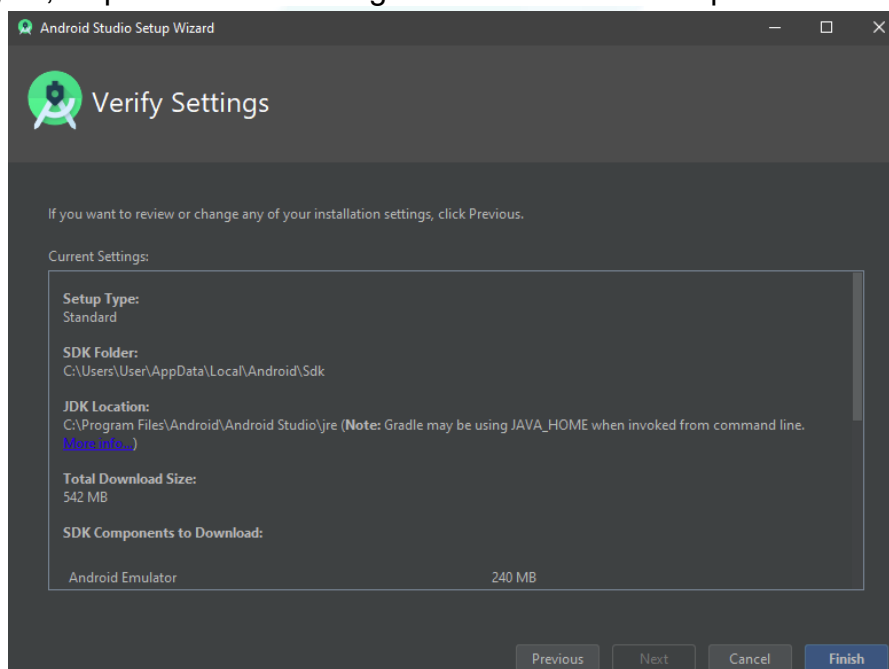 Android Studio Setup Wizard
Verify Settings
If you want to review or change any of your installation settings, click Previous.
Current Settings:
Setup Type:
Standard
SDK Folder:
C:\Users\User\AppData\Local\Android\Sdk
JDK Location:
C:\Program Files\Android\Android Studio\jre (Note: Gradle may be using JAVA_HOME when invoked from command line.
More info...)
Total Download Size:
542 MB
SDK Components to Download:
Android Emulator 240 MB
Previous Next Cancel Finish